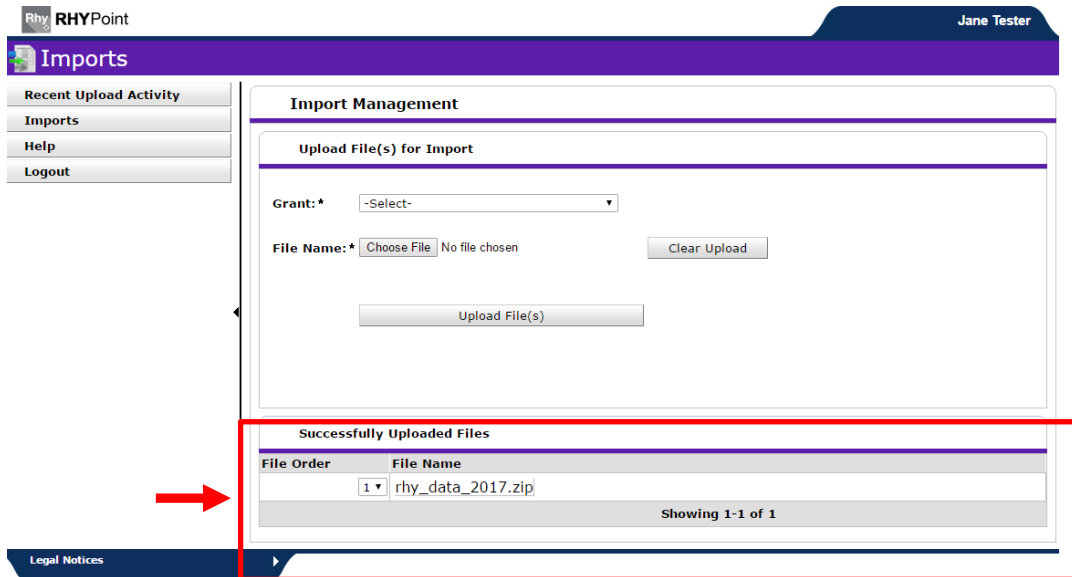 Rhy RHYPoint
Jane Tester
Imports
Recent Upload Activity
Imports
Help
Logout
Import Management
Upload File(s) for Import
Grant:* -Select-
File Name:* Choose File No file chosen Clear Upload
Upload File(s)
Successfully Uploaded Files
File Order File Name
1 rhy_data_2017.zip
Showing 1-1 of 1
Legal Notices